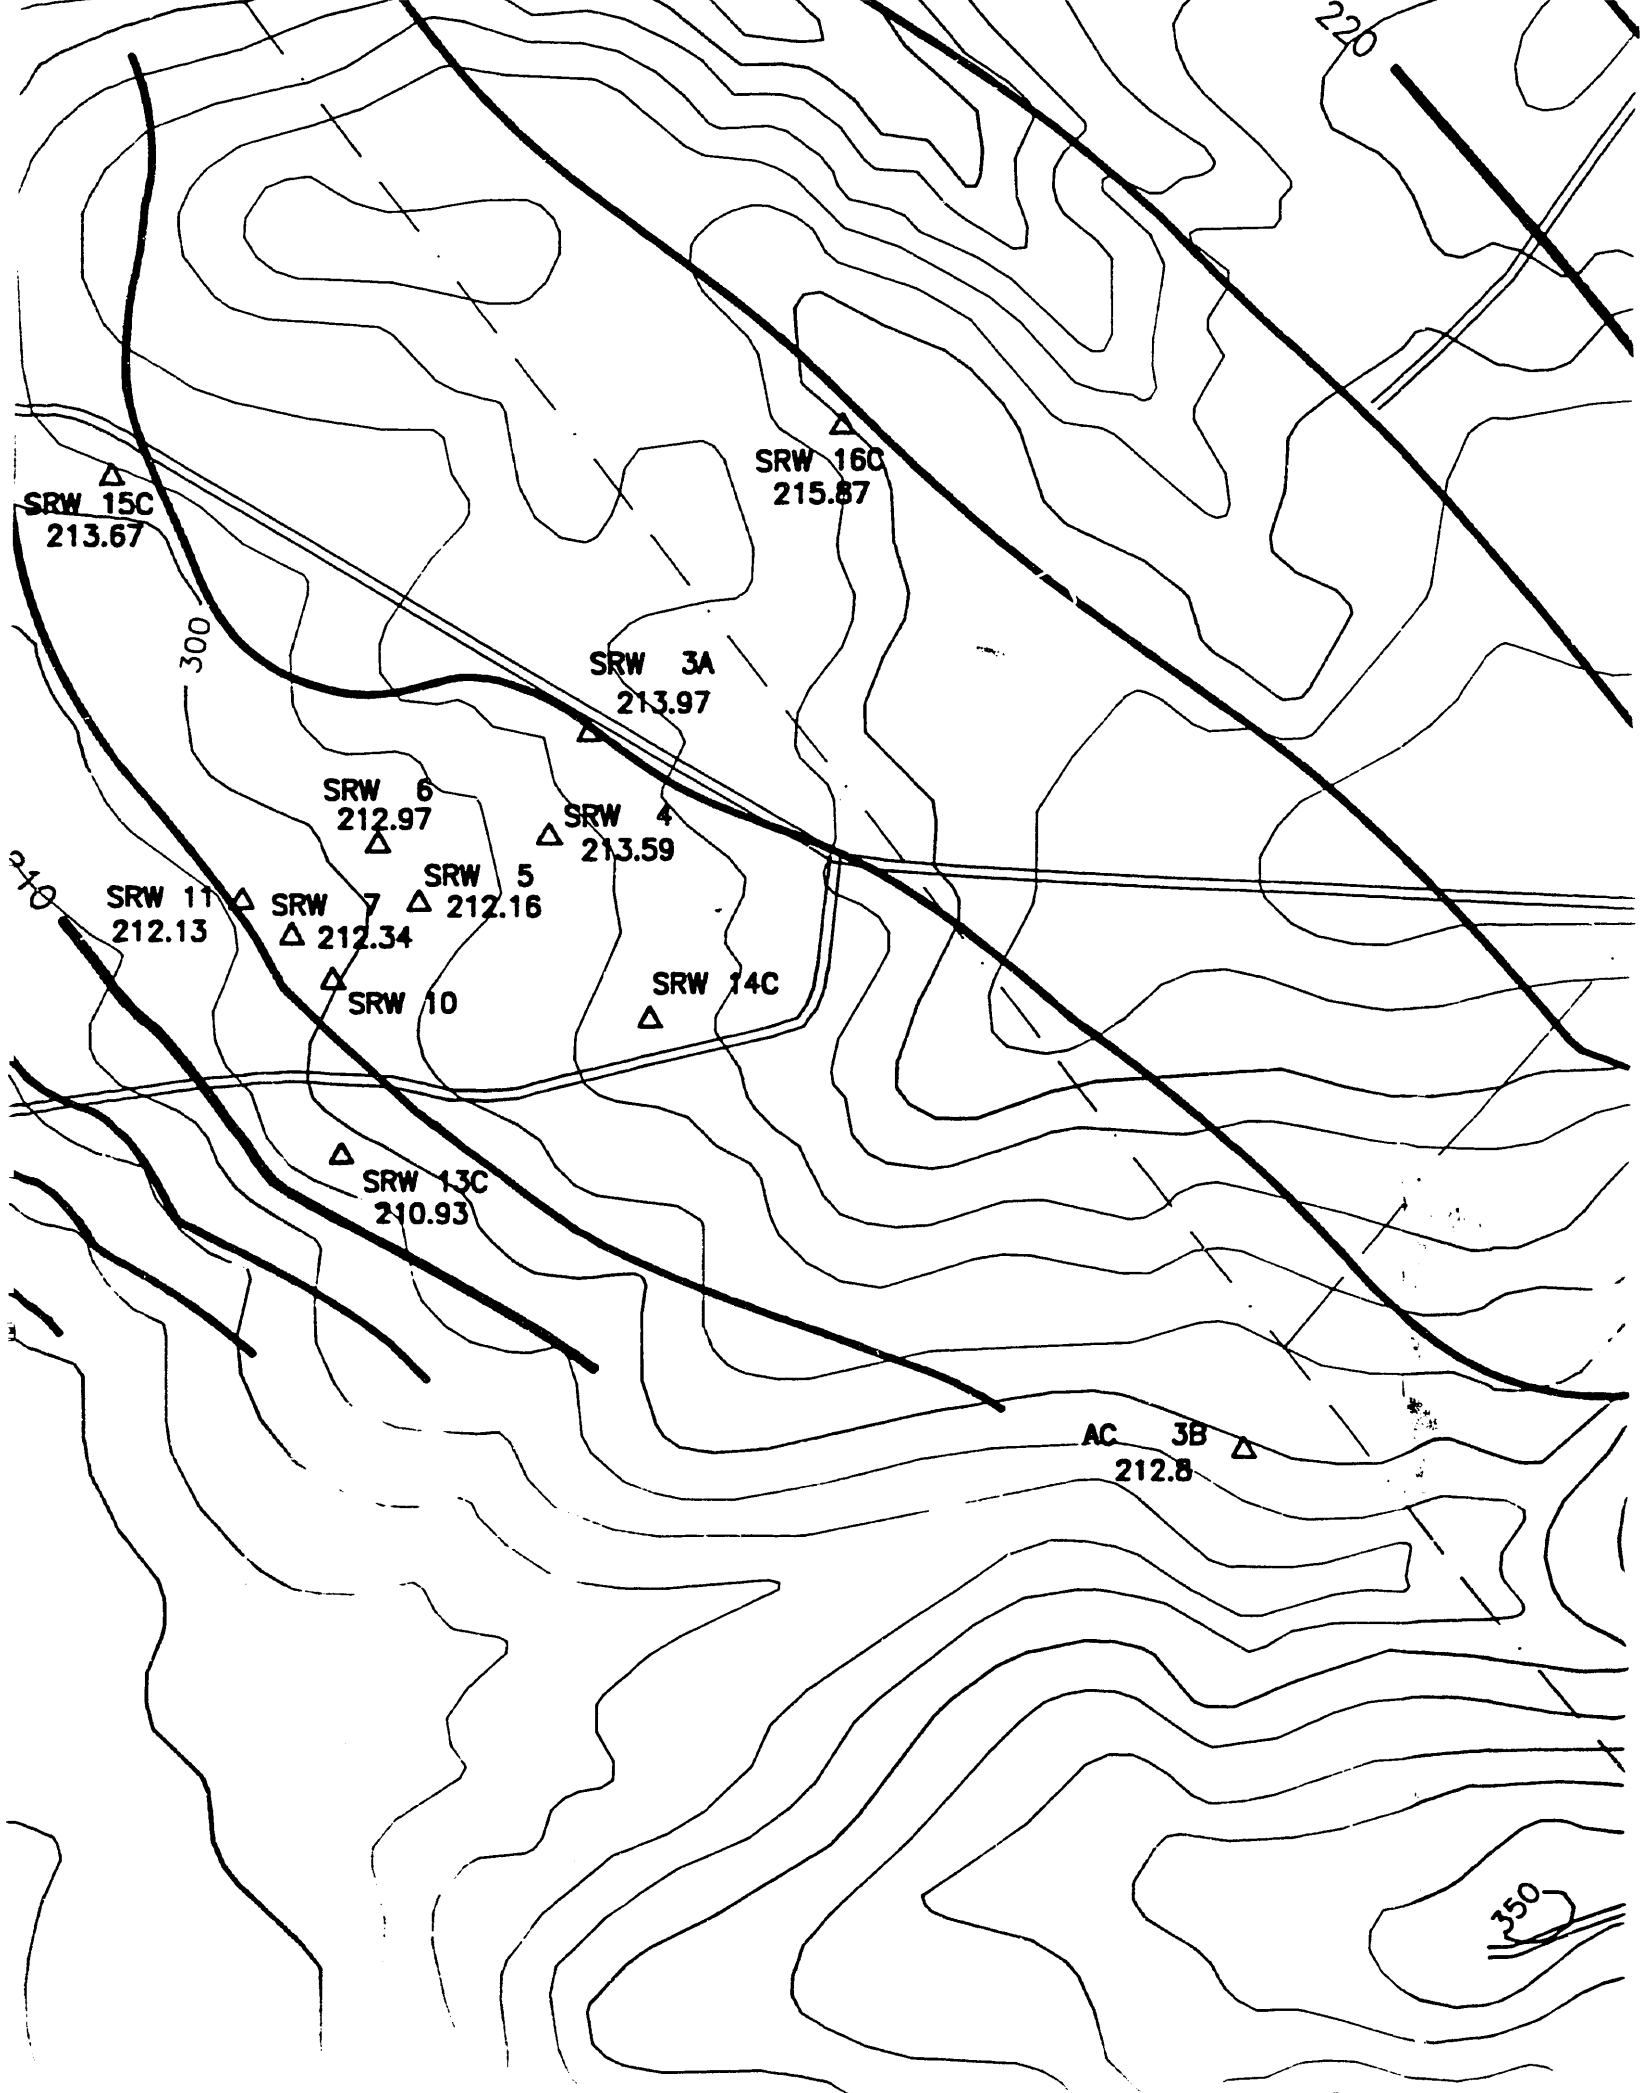 220
SRW 16C
215.87
SRW 15C
213.67
300
SRW 3A
213.97
SRW 6
212.97
SRW 4
213.59
SRW 5
212.16
210
SRW 11
212.13
SRW 7
212.34
SRW 10
SRW 14C
SRW 13C
210.93
AC 3B
212.8
350